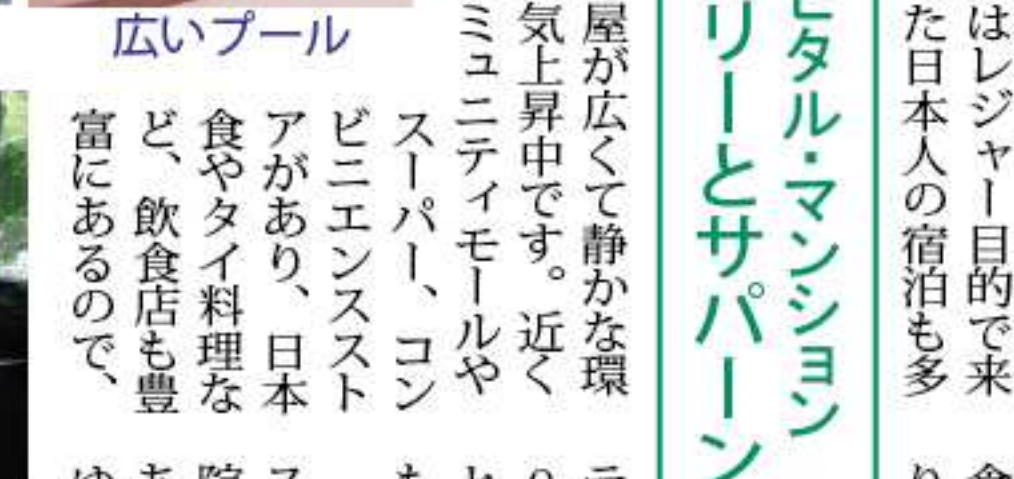 はレジャー目的で来
た日本人の宿泊も多
タル・マンション
リーとサパーン
屋が広くて静かな環
気上昇中です。近く
ミュニティモールや
スーパー、コン
ビニエンススト
アがあり、日本
食やタイ料理な
ど、飲食店も豊
富にあるので、
広いプール